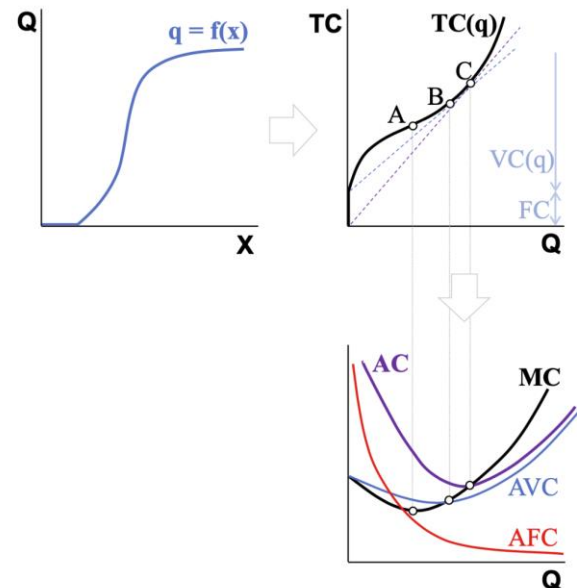 Q
q = f(x)
X
TC
TC(q)
A
B
C
VC(q)
FC
Q
AC
MC
AVC
AFC
Q